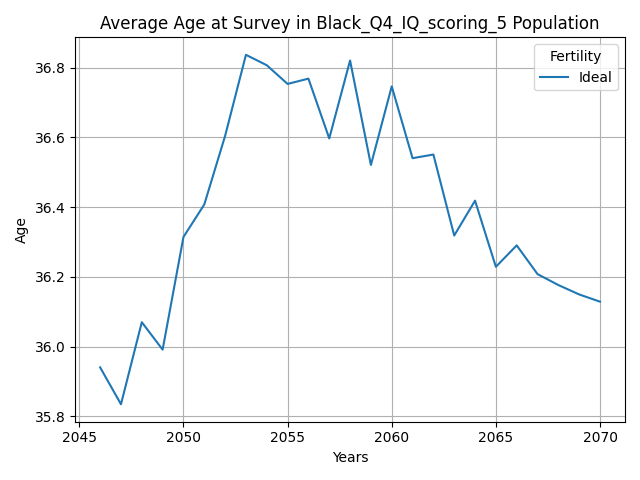 Average Age at Survey in Black_Q4_IQ_scoring_5 Population
Fertility
Ideal
Age
36.8
36.6
36.4
36.2
36.0
35.8
2045 2050 2055 2060 2065 2070
Years